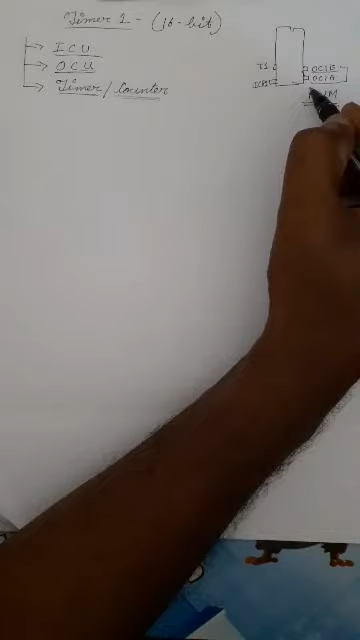 Timer 1 - (16-bit)
ICU
OCU
Timer/Counter
T1
OC1B
ICP1
OC1A